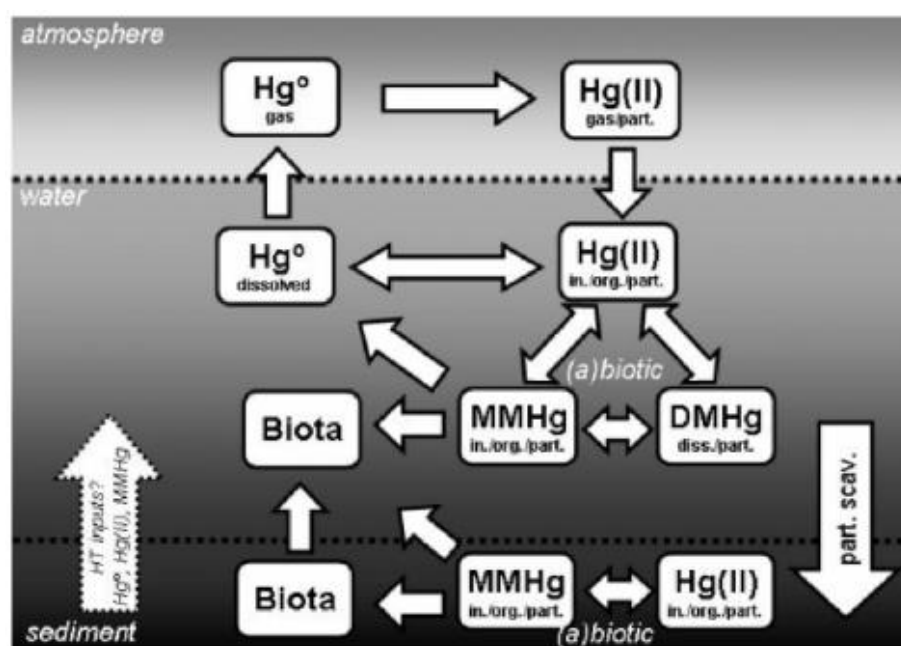 atmosphere
Hg°
gas
Hg(II)
gas/part.
water
Hg°
dissolved
Hg(II)
in./org./part.
(a)biotic
Biota
MMHg
in./org./part.
DMHg
diss./part.
HT inputs?
Hg°, Hg(II), MMHg
part. scav.
Biota
MMHg
in./org./part.
Hg(II)
in./org./part.
sediment
(a)biotic